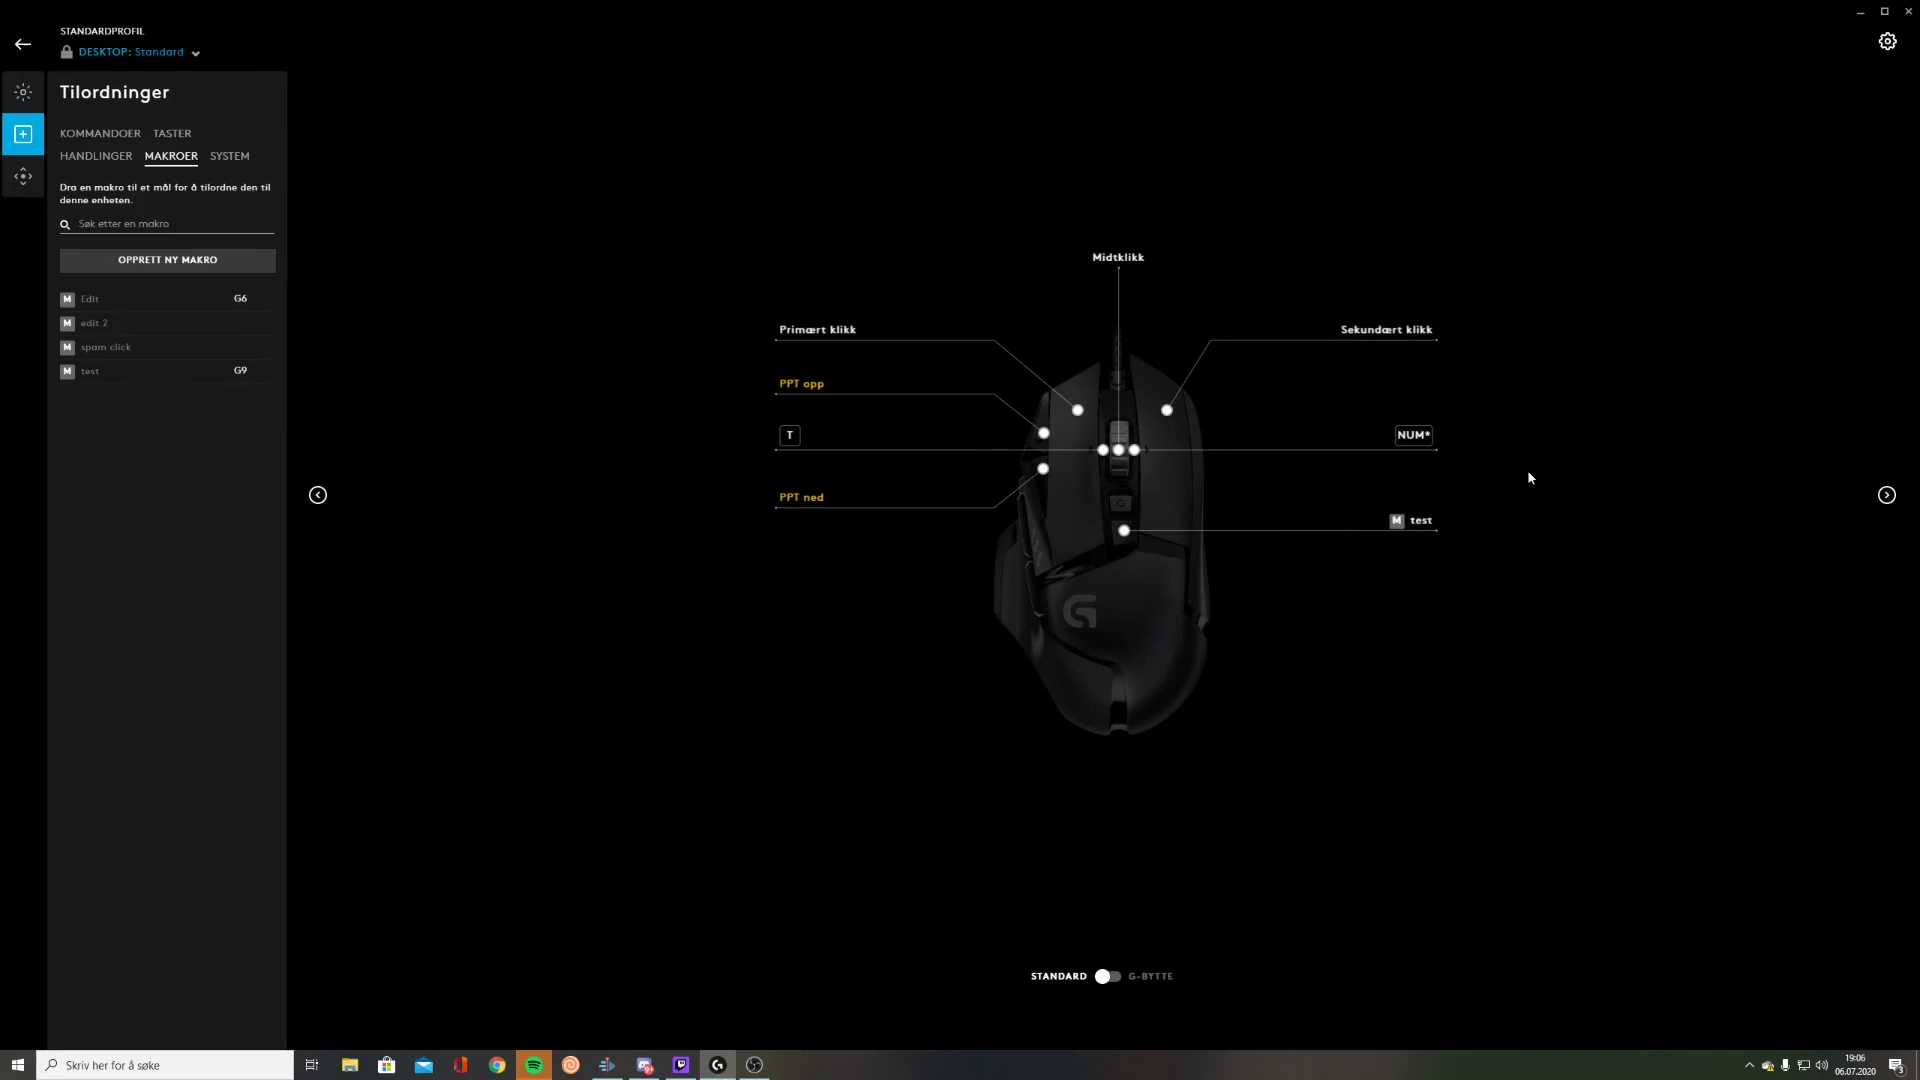 STANDARDPROFIL
DESKTOP: Standard
Tilordninger
KOMMANDOER TASTER
HANDLINGER MAKROER SYSTEM
Dra en makro til et mål for å tilordne den til
denne enheten.
Søk etter en makro
OPPRETT NY MAKRO
M Edit G6
M edit 2
M spam click
M test G9
Midtklikk
Primært klikk
Sekundært klikk
PPT opp
T
NUM*
PPT ned
M test
STANDARD G-BYTTE
Skriv her for å søke
9+
19:06
06.07.2020
3